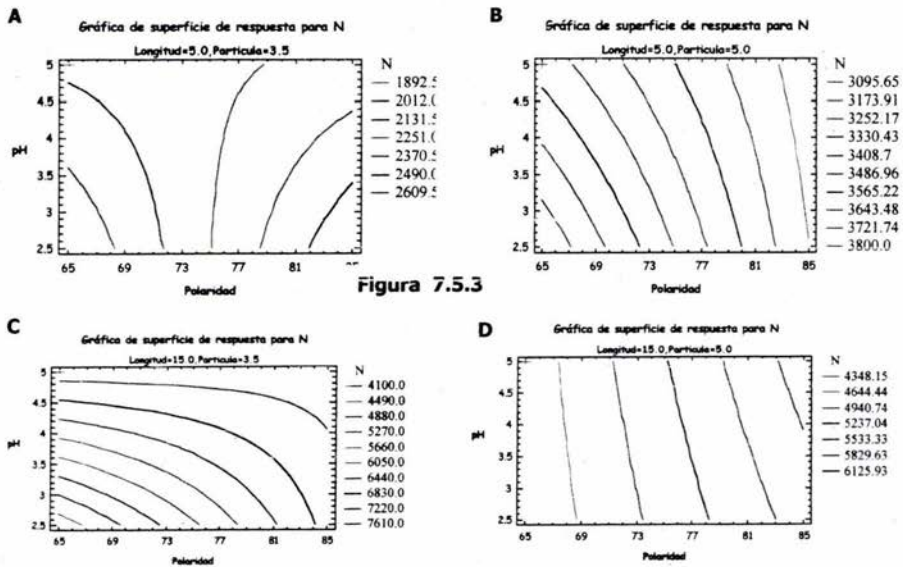 A
Gráfica de superficie de respuesta para N
Longitud=5.0,Particula=3.5
N
1892.5
2012.0
2131.5
2251.0
2370.5
2490.0
2609.5
pH
5
4.5
4
3.5
3
2.5
65 69 73 77 81
Polaridad
B
Gráfica de superficie de respuesta para N
Longitud=5.0,Particula=5.0
N
3095.65
3173.91
3252.17
3330.43
3408.7
3486.96
3565.22
3643.48
3721.74
3800.0
pH
5
4.5
4
3.5
3
2.5
65 69 73 77 81 85
Polaridad
Figura 7.5.3
C
Gráfica de superficie de respuesta para N
Longitud=15.0,Particula=3.5
N
4100.0
4490.0
4880.0
5270.0
5660.0
6050.0
6440.0
6830.0
7220.0
7610.0
pH
5
4.5
4
3.5
3
2.5
65 69 73 77 81 85
Polaridad
D
Gráfica de superficie de respuesta para N
Longitud=15.0,Particula=5.0
N
4348.15
4644.44
4940.74
5237.04
5533.33
5829.63
6125.93
pH
5
4.5
4
3.5
3
2.5
65 69 73 77 81 85
Polaridad